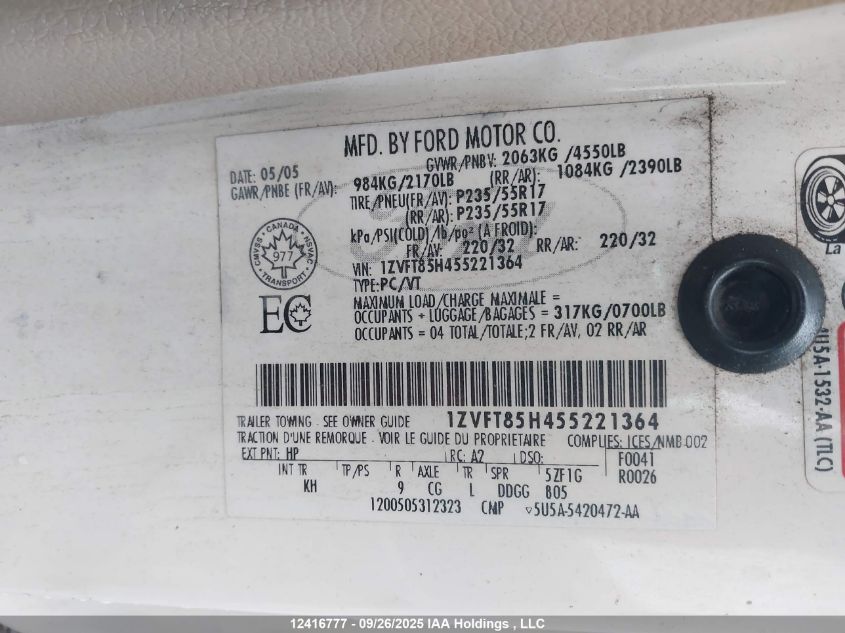 MFD. BY FORD MOTOR CO.
DATE: 05/05
GVWR/PNBV: 2063KG /4550LB
GAWR/PNBE (FR/AV): 984KG/2170LB (RR/AR): 1084KG /2390LB
TIRE/PNEU(FR/AV): P235/55R17
(RR/AR): P235/55R17
kPa/PSI(COLD)/lb/po² (A FROID):
FR/AV: 220/32 RR/AR: 220/32
VIN: 1ZVFT85H455221364
TYPE:PC/VT
MAXIMUM LOAD/CHARGE MAXIMALE =
OCCUPANTS + LUGGAGE/BAGAGES = 317KG/0700LB
OCCUPANTS = 04 TOTAL/TOTALE;2 FR/AV, 02 RR/AR
CANADA
CMVSS NSVAC
977
TRANSPORT
EC
1ZVFT85H455221364
TRAILER TOWING - SEE OWNER GUIDE
TRACTION D'UNE REMORQUE - VOIR LE GUIDE DU PROPRIETAIRE
COMPLIES: ICES/NMB-002
EXT PNT: HP RC: A2 DSO: F0041
INT TR TP/PS R AXLE TR SPR 5ZF1G R0026
KH 9 CG L DDGG B05
1200505312323 CMP ▽5U5A-5420472-AA
La
4U5A-1532-AA (TLC)
12416777 - 09/26/2025 IAA Holdings , LLC